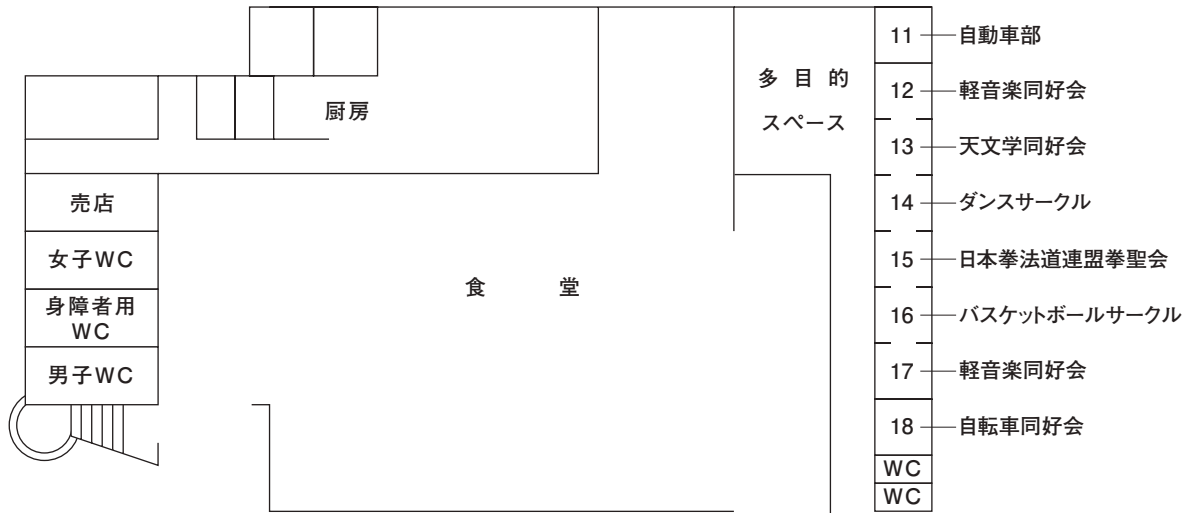 11 自動車部
多目的
スペース
12 軽音楽同好会
厨房
13 天文学同好会
売店
14 ダンスサークル
女子WC
食堂
15 日本拳法道連盟拳聖会
身障者用
WC
16 バスケットボールサークル
男子WC
17 軽音楽同好会
18 自転車同好会
WC
WC